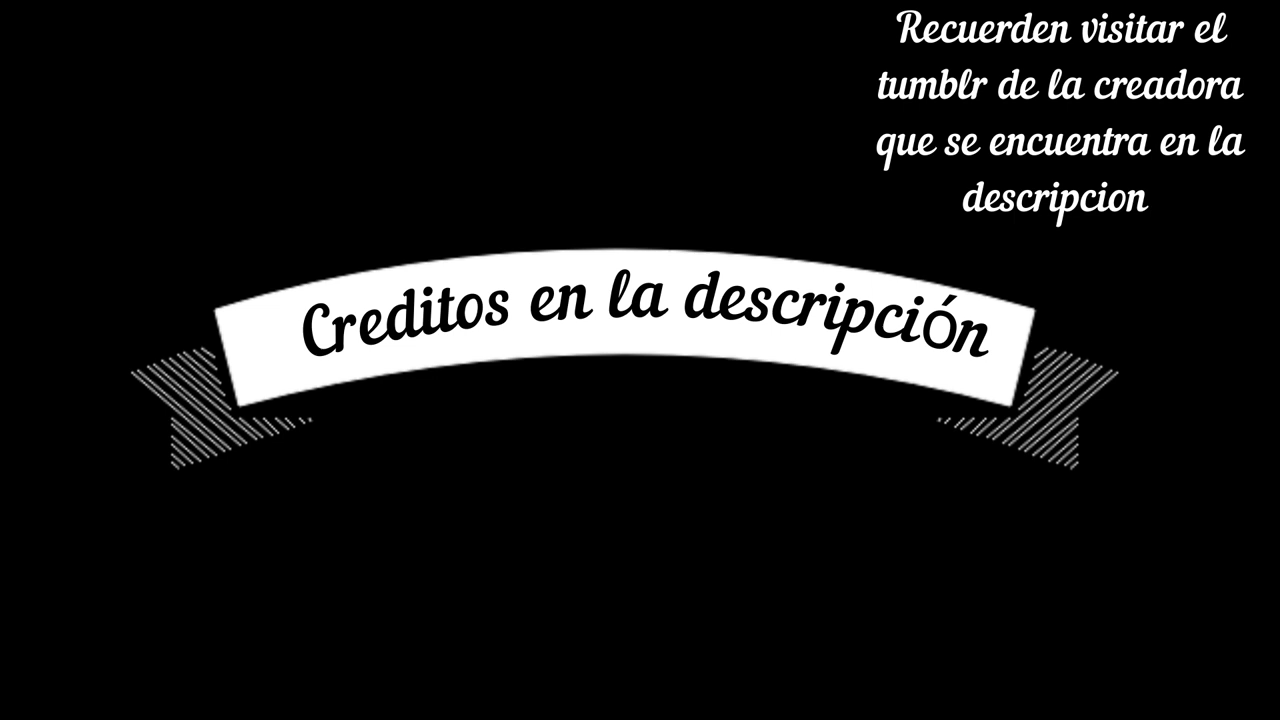 Recuerden visitar el
tumblr de la creadora
que se encuentra en la
descripcion
Creditos en la descripción